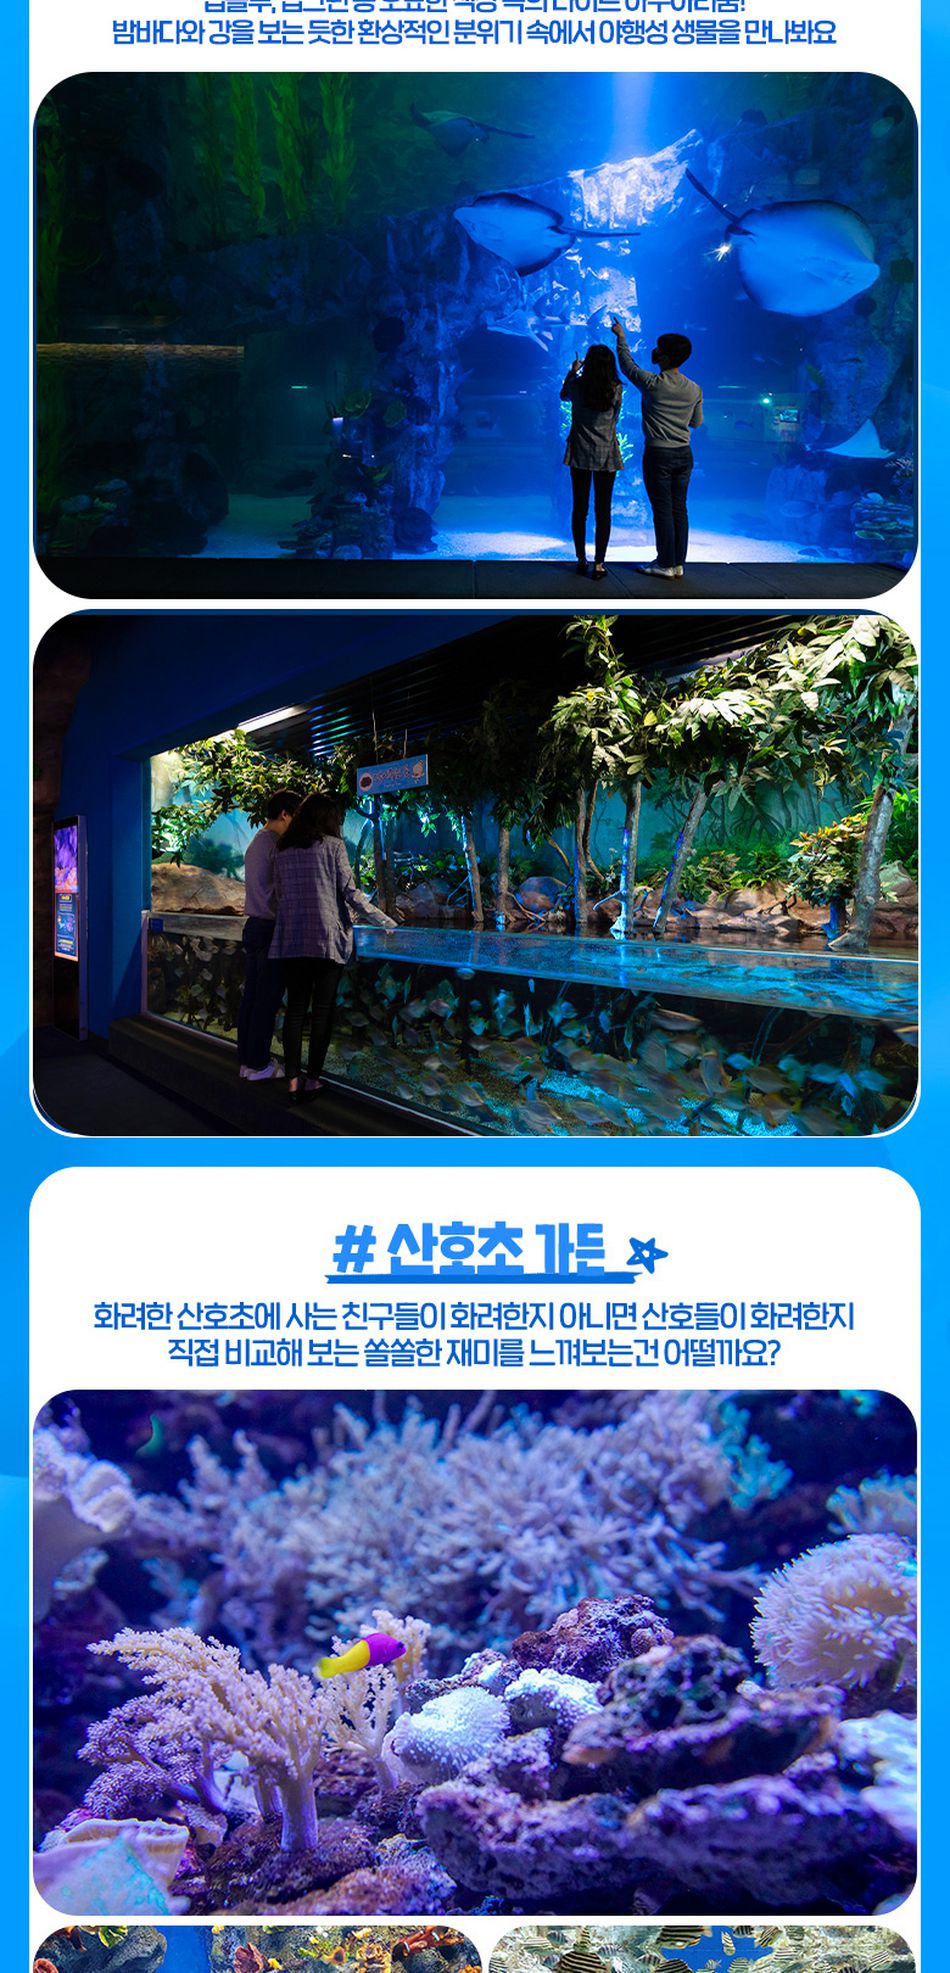 밤바다와 강을 보는 듯한 환상적인 분위기 속에서 야행성 생물을 만나봐요
# 산호초 가든
화려한 산호초에 사는 친구들이 화려한지 아니면 산호들이 화려한지
직접 비교해 보는 쏠쏠한 재미를 느껴보는건 어떨까요?